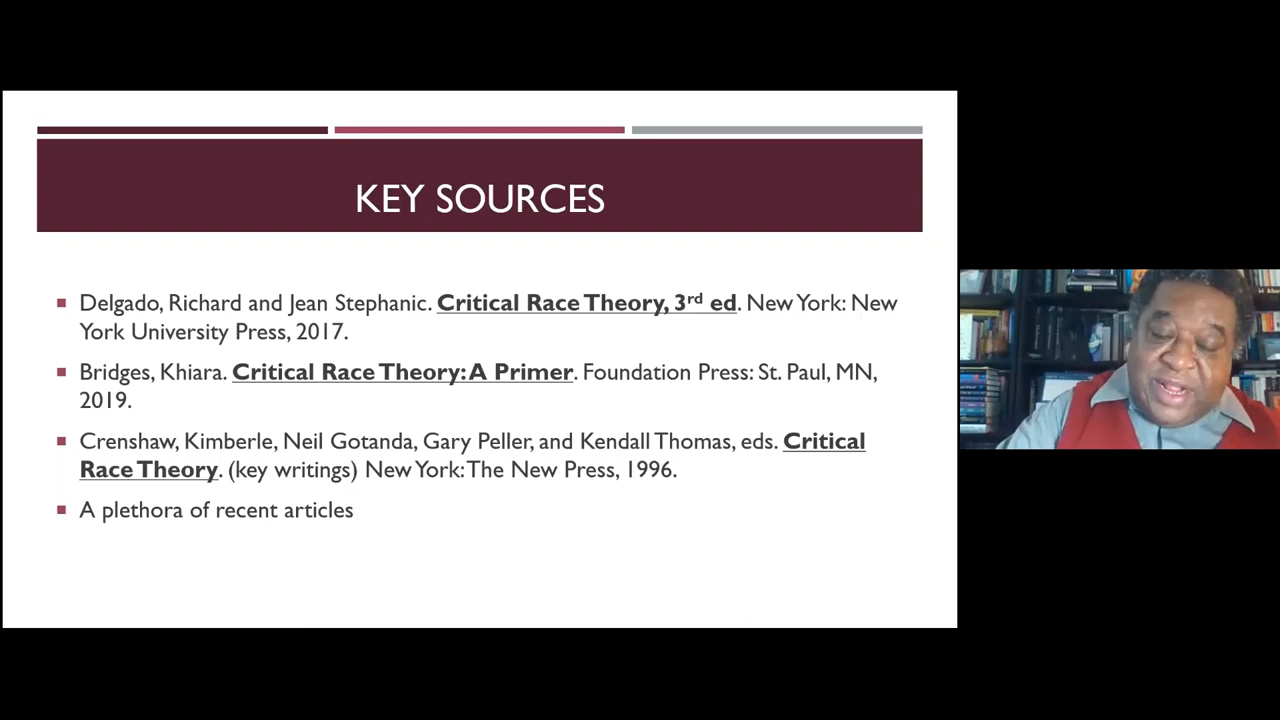 KEY SOURCES
Delgado, Richard and Jean Stephanic. Critical Race Theory, 3rd ed. New York: New
York University Press, 2017.
Bridges, Khiara. Critical Race Theory: A Primer. Foundation Press: St. Paul, MN,
2019.
Crenshaw, Kimberle, Neil Gotanda, Gary Peller, and Kendall Thomas, eds. Critical
Race Theory. (key writings) New York: The New Press, 1996.
A plethora of recent articles